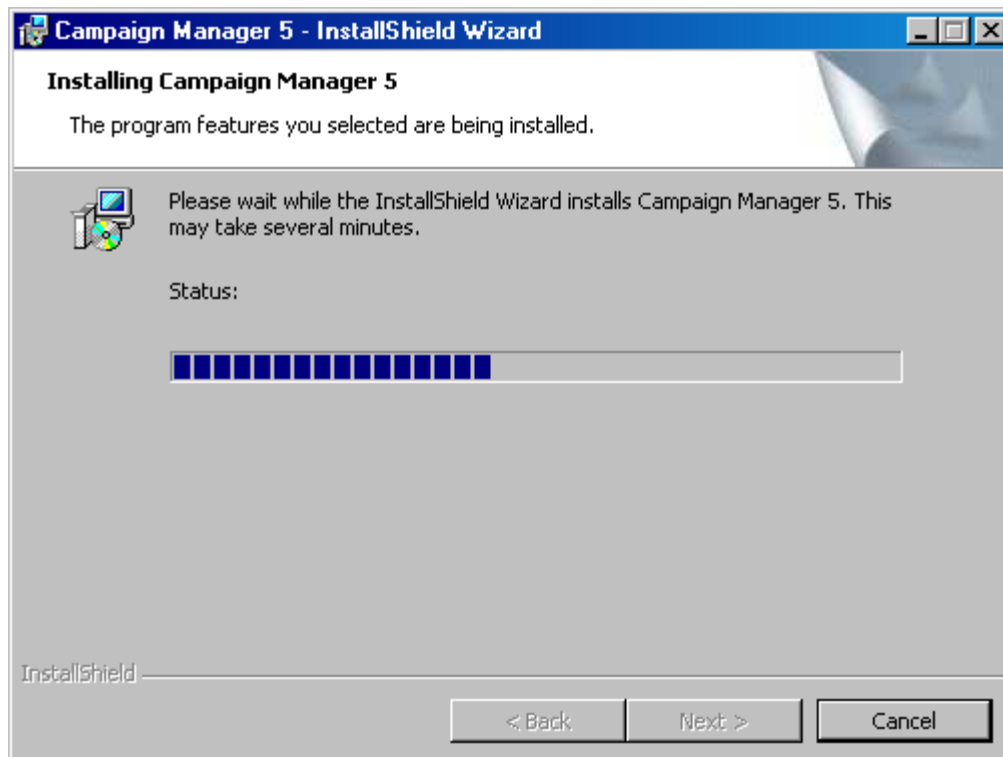 Campaign Manager 5 - InstallShield Wizard
Installing Campaign Manager 5
The program features you selected are being installed.
Please wait while the InstallShield Wizard installs Campaign Manager 5. This
may take several minutes.
Status:
InstallShield
< Back
Next >
Cancel